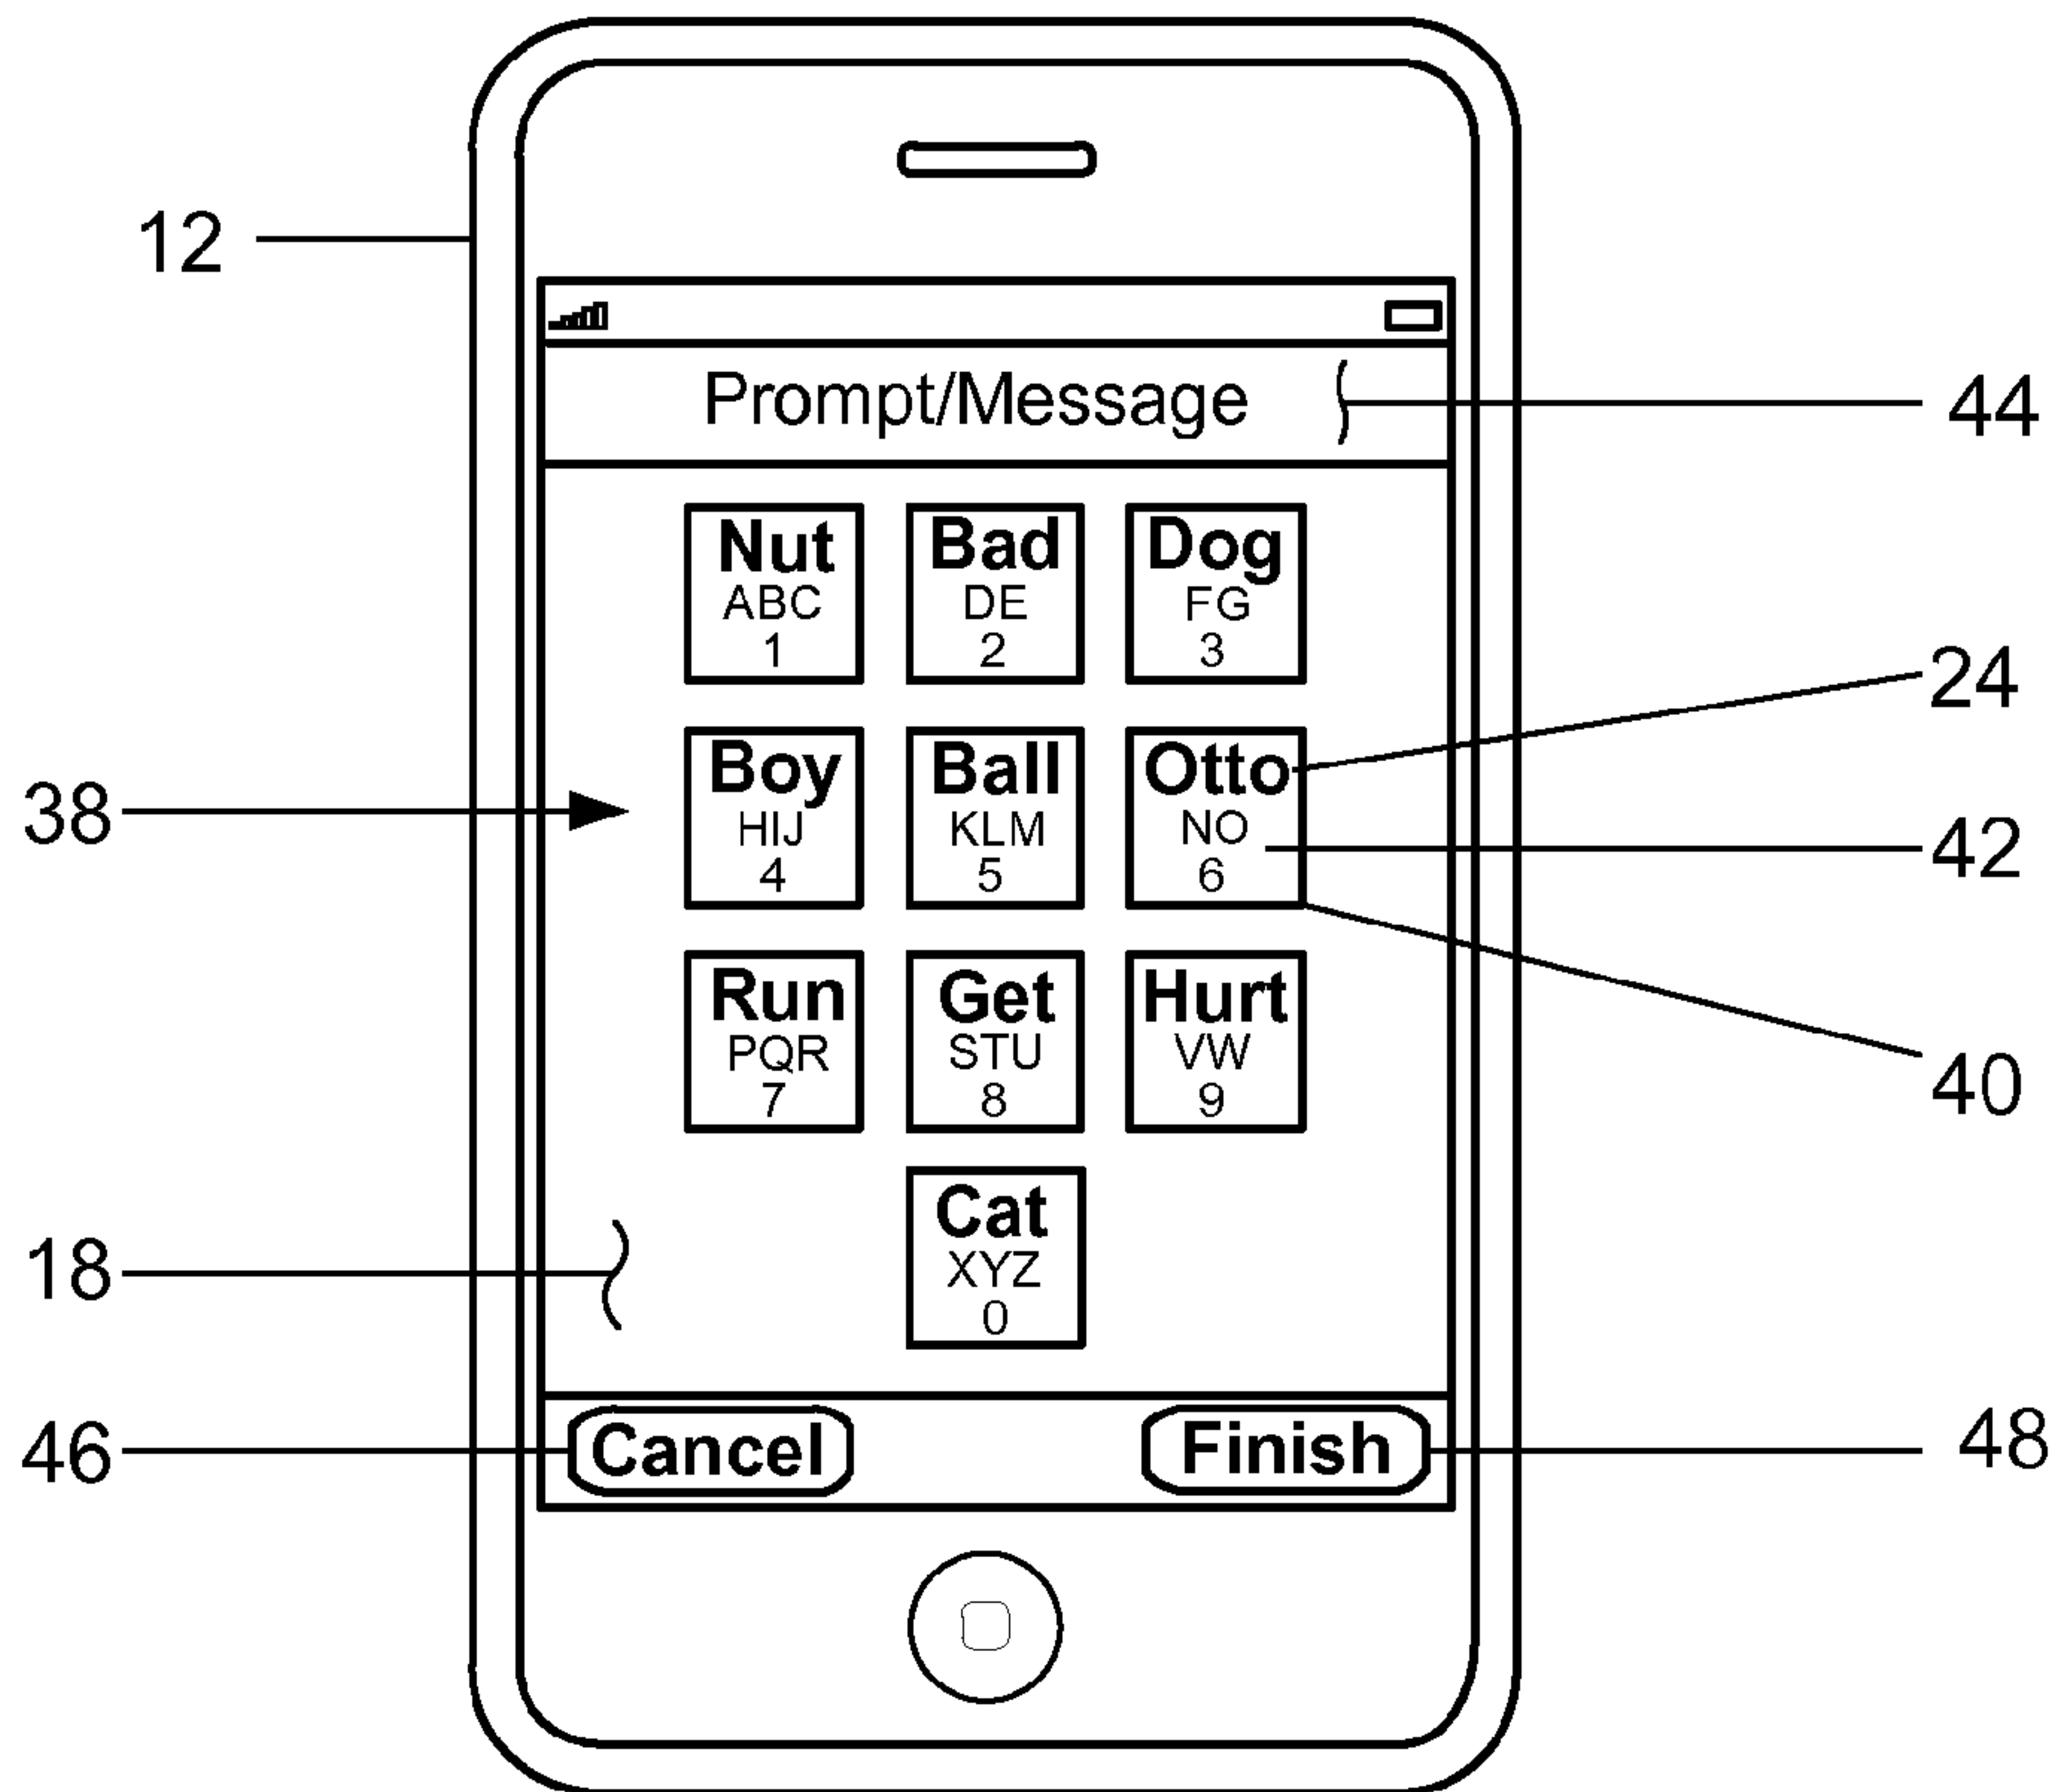 12
Prompt/Message
44
Nut
ABC
1
Bad
DE
2
Dog
FG
3
24
38
Boy
HIJ
4
Ball
KLM
5
Otto
NO
6
42
40
Run
PQR
7
Get
STU
8
Hurt
VW
9
18
Cat
XYZ
0
46
Cancel
Finish
48